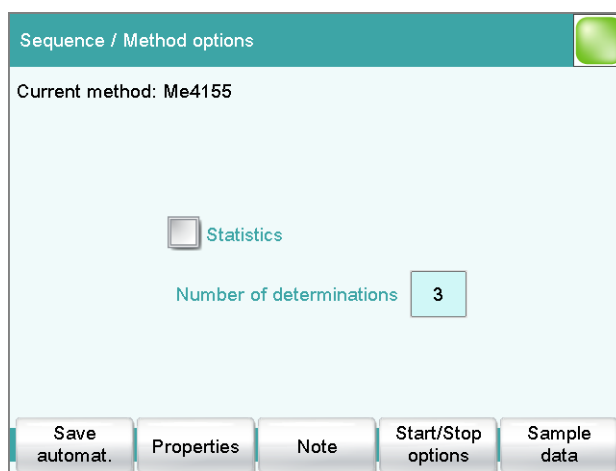 Sequence / Method options
Current method: Me4155
Statistics
Number of determinations 3
Save automat.
Properties
Note
Start/Stop options
Sample data